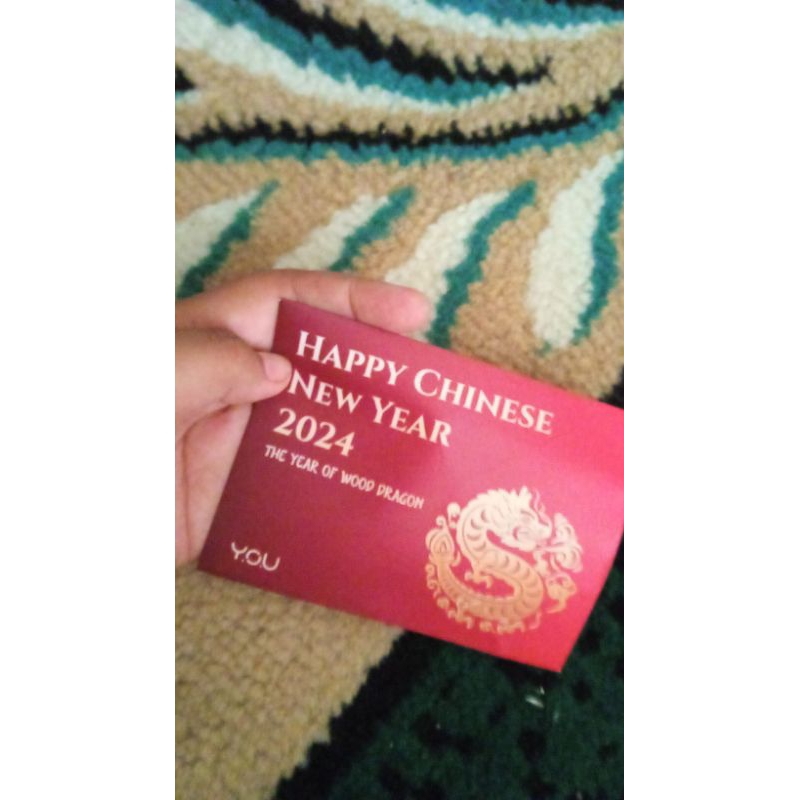 HAPPY CHINESE
NEW YEAR
2024
THE YEAR OF WOOD DRAGON
Y.O.U